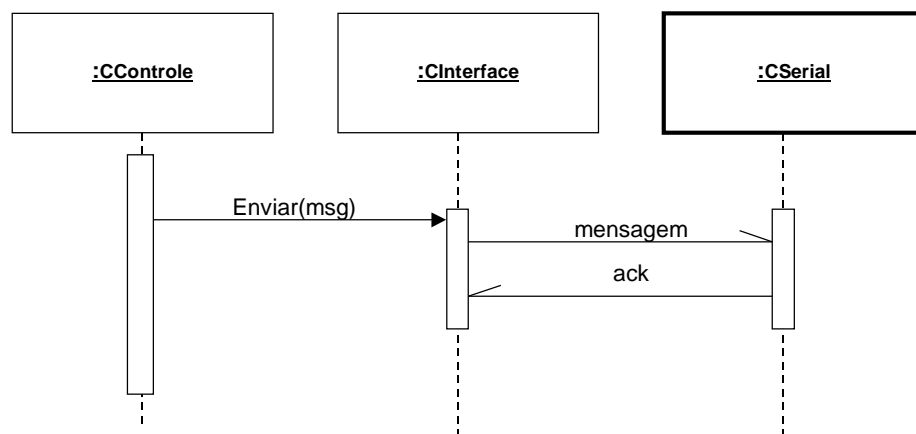 :CControle
:CInterface
:CSerial
Enviar(msg)
mensagem
ack